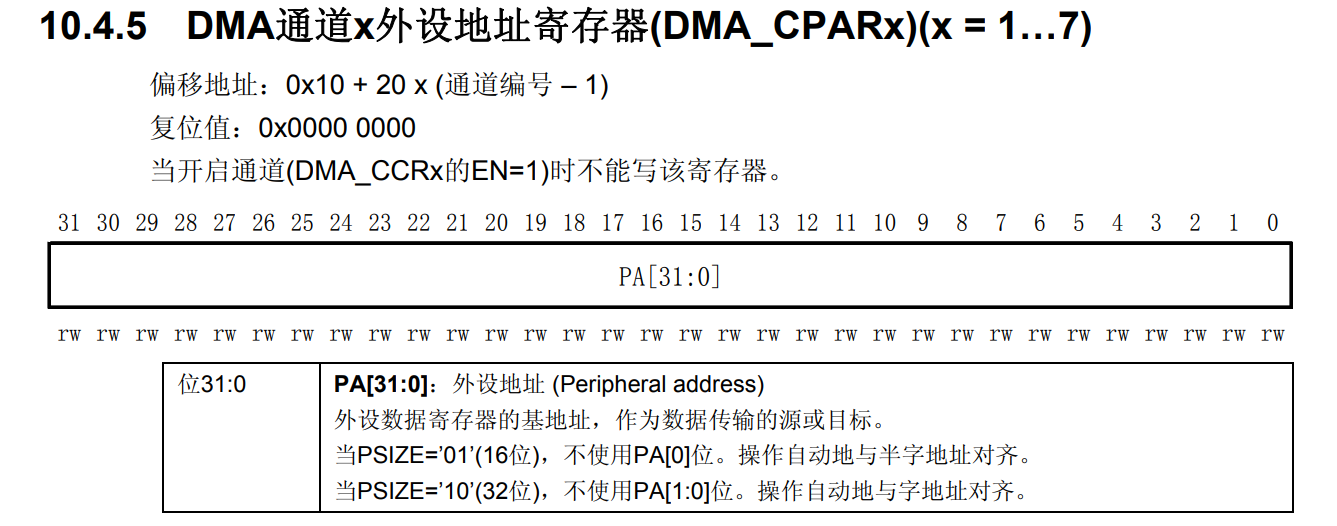 10.4.5 DMA通道x外设地址寄存器(DMA_CPARx)(x = 1…7)
偏移地址：0x10 + 20 x (通道编号 – 1)
复位值：0x0000 0000
当开启通道(DMA_CCRx的EN=1)时不能写该寄存器。
31 30 29 28 27 26 25 24 23 22 21 20 19 18 17 16 15 14 13 12 11 10 9 8 7 6 5 4 3 2 1 0
PA[31:0]
rw rw rw rw rw rw rw rw rw rw rw rw rw rw rw rw rw rw rw rw rw rw rw rw rw rw rw rw rw rw rw rw
位31:0 PA[31:0]：外设地址 (Peripheral address)
外设数据寄存器的基地址，作为数据传输的源或目标。
当PSIZE=’01’(16位)，不使用PA[0]位。操作自动地与半字地址对齐。
当PSIZE=’10’(32位)，不使用PA[1:0]位。操作自动地与字地址对齐。